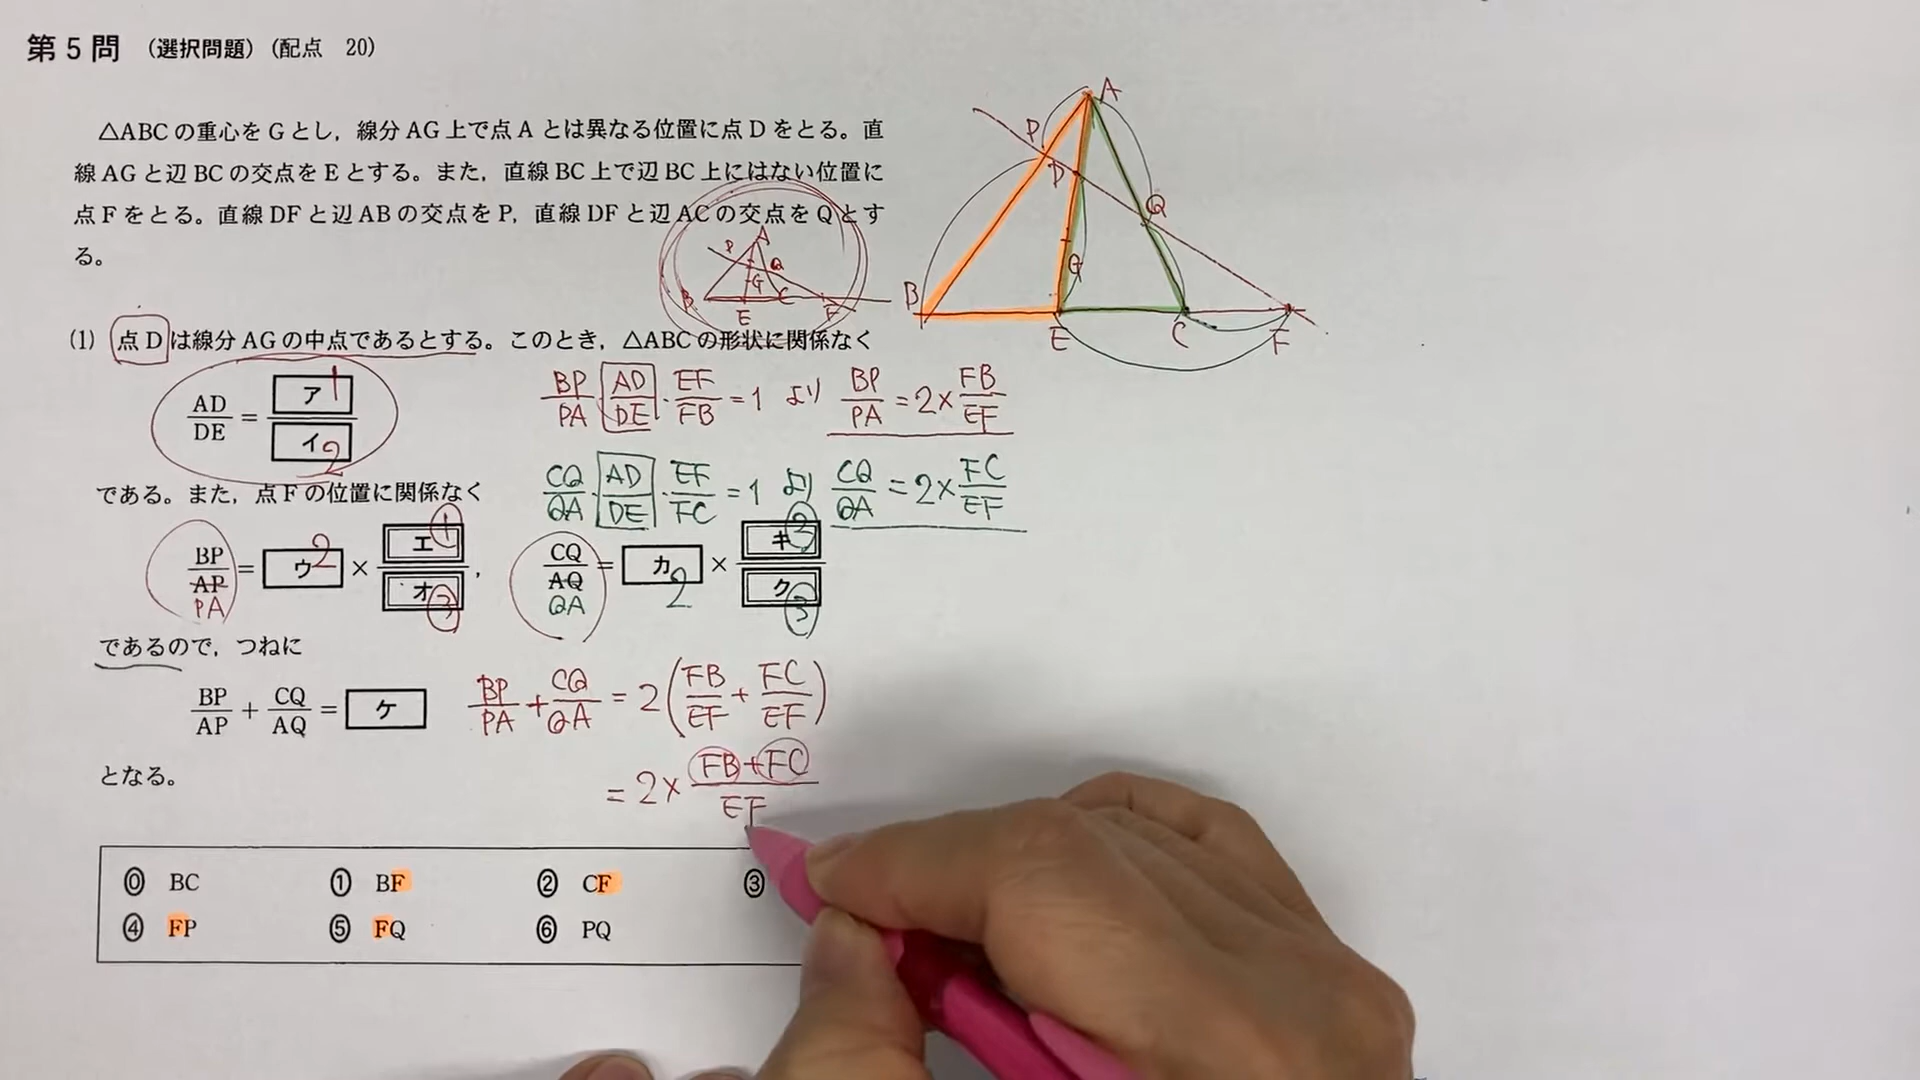 第5問 (選択問題) (配点 20)
△ABCの重心をGとし，線分AG上で点Aとは異なる位置に点Dをとる。直
線AGと辺BCの交点をEとする。また，直線BC上で辺BC上にはない位置に
点Fをとる。直線DFと辺ABの交点をP，直線DFと辺ACの交点をQとす
る。
P A Q G B E C F
A P D Q G B E C F
(1) 点Dは線分AGの中点であるとする。このとき，△ABCの形状に関係なく
AD/DE = ア/イ 1 2
BP/PA・AD/DE・EF/FB = 1 より BP/PA = 2× FB/EF
CQ/QA・AD/DE・EF/FC = 1 より CQ/QA = 2× FC/EF
である。また，点Fの位置に関係なく
BP/AP = ウ × エ/オ， CQ/AQ = カ × キ/ク
PA 2 ① ③ QA 2 ② ③
であるので，つねに
BP/AP + CQ/AQ = ケ
BP/PA + CQ/QA = 2(FB/EF + FC/EF)
= 2× (FB+FC)/EF
となる。
⓪ BC ① BF ② CF ③
④ FP ⑤ FQ ⑥ PQ